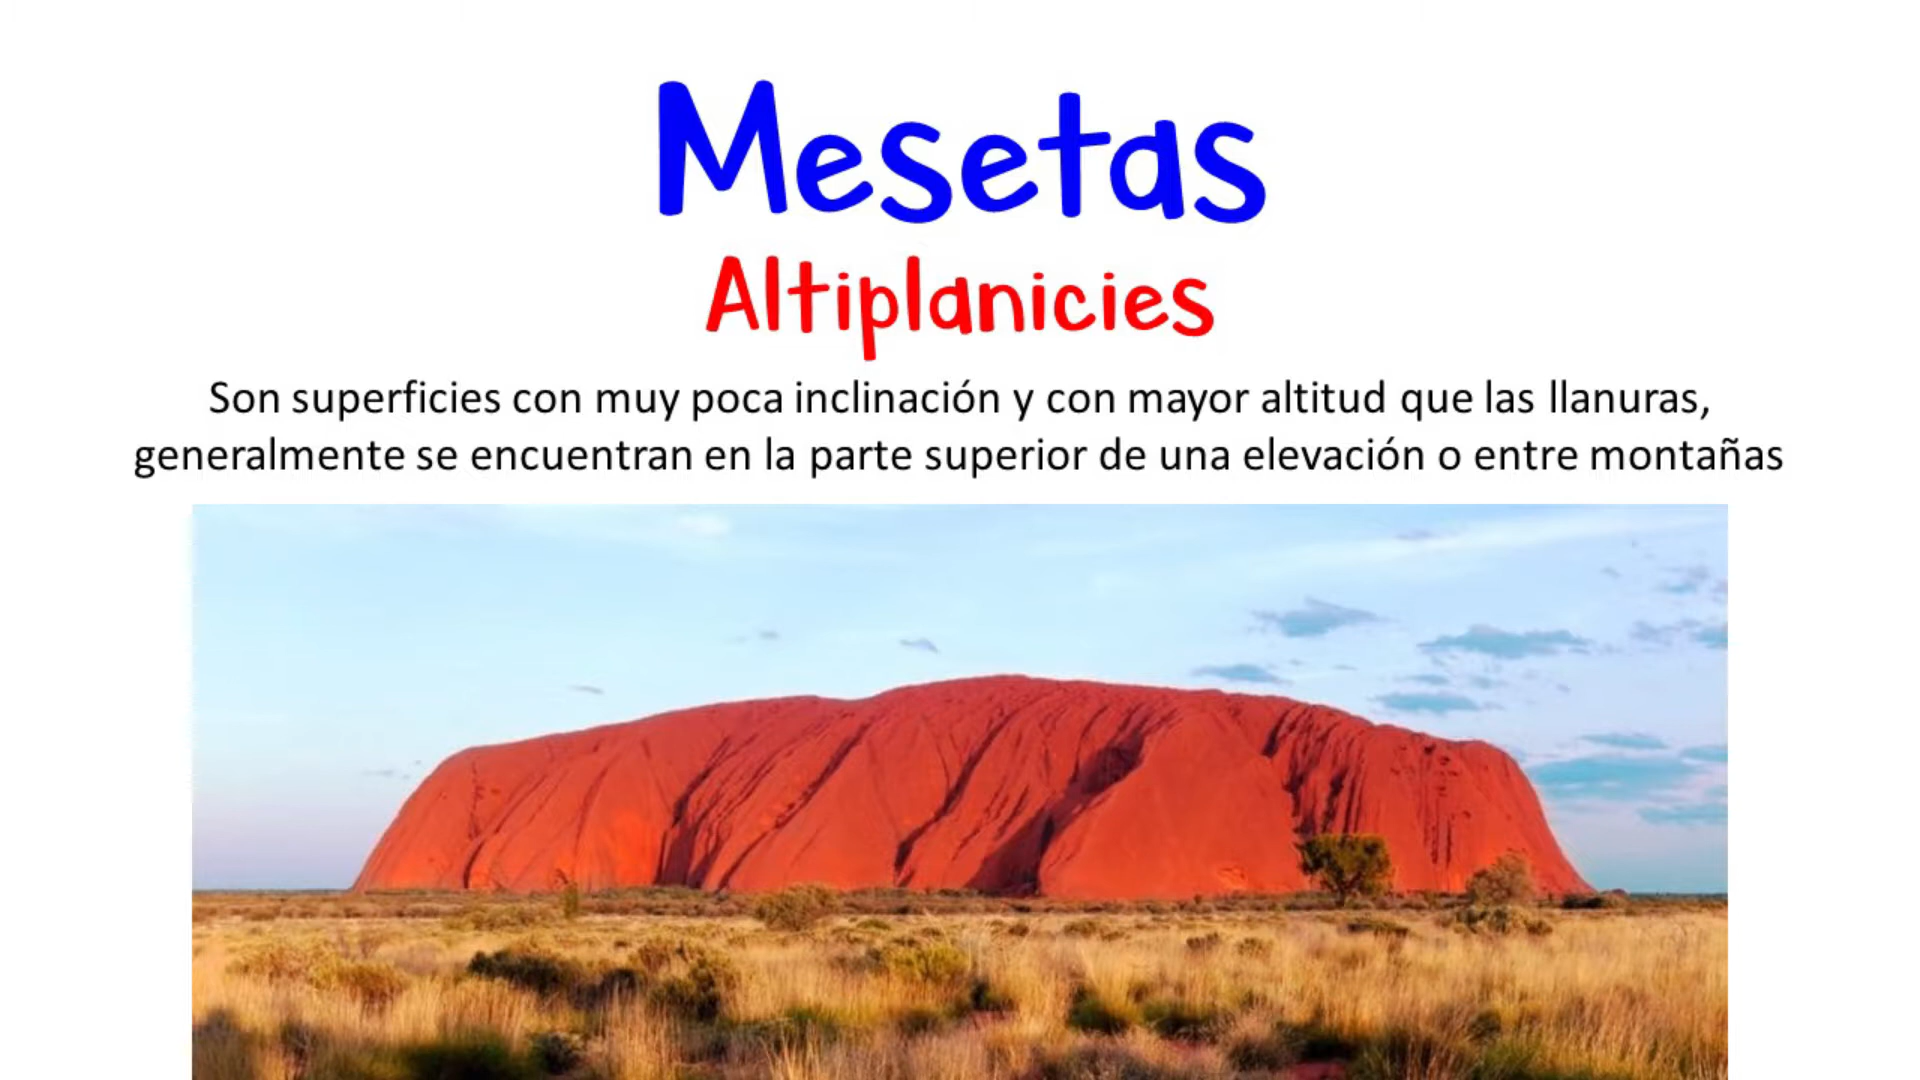 Mesetas
Altiplanicies
Son superficies con muy poca inclinación y con mayor altitud que las llanuras,
generalmente se encuentran en la parte superior de una elevación o entre montañas